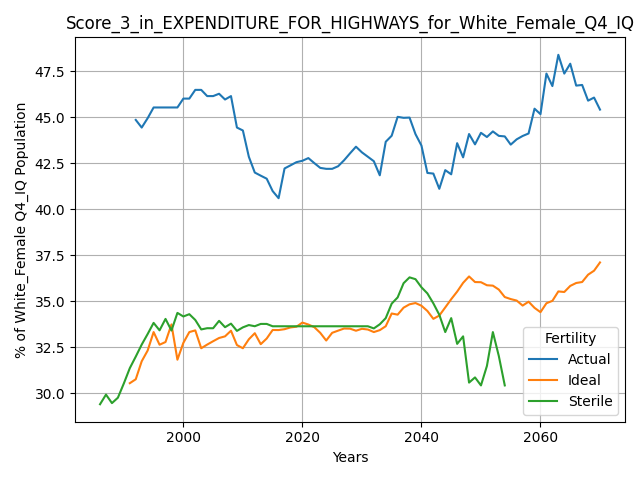 Score_3_in_EXPENDITURE_FOR_HIGHWAYS_for_White_Female_Q4_IQ
% of White_Female Q4_IQ Population
47.5
45.0
42.5
40.0
37.5
35.0
32.5
30.0
Fertility
Actual
Ideal
Sterile
2000 2020 2040 2060
Years